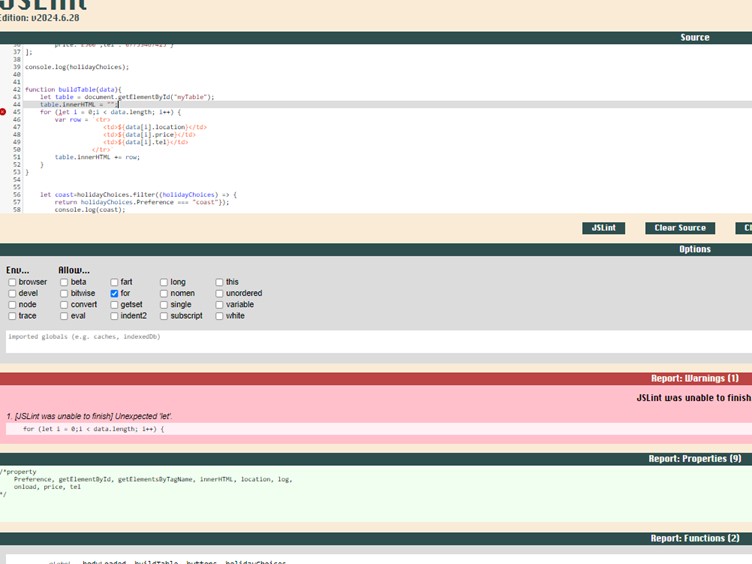 JSLint
Edition: v2024.6.28
Source
37 ];
38
39 console.log(holidayChoices);
40
41
42 function buildTable(data){
43 let table = document.getElementById("myTable");
44 table.innerHTML = "";
45 for (let i = 0;i < data.length; i++) {
46 var row = `<tr>
47 <td>${data[i].location}</td>
48 <td>${data[i].price}</td>
49 <td>${data[i].tel}</td>
50 </tr>`
51 table.innerHTML += row;
52 }
53 }
54
55
56 let coast=holidayChoices.filter((holidayChoices) => {
57 return holidayChoices.Preference === "coast"});
58 console.log(coast);
JSLint Clear Source
Options
Env... Allow...
browser beta fart long this
devel bitwise for nomen unordered
node convert getset single variable
trace eval indent2 subscript white
imported globals (e.g. caches, indexedDb)
Report: Warnings (1)
JSLint was unable to finish
1. [JSLint was unable to finish] Unexpected 'let'.
for (let i = 0;i < data.length; i++) {
Report: Properties (9)
/*property
Preference, getElementById, getElementsByTagName, innerHTML, location, log,
onload, price, tel
*/
Report: Functions (2)
global bodyLoaded, buildTable, buttons, holidayChoices